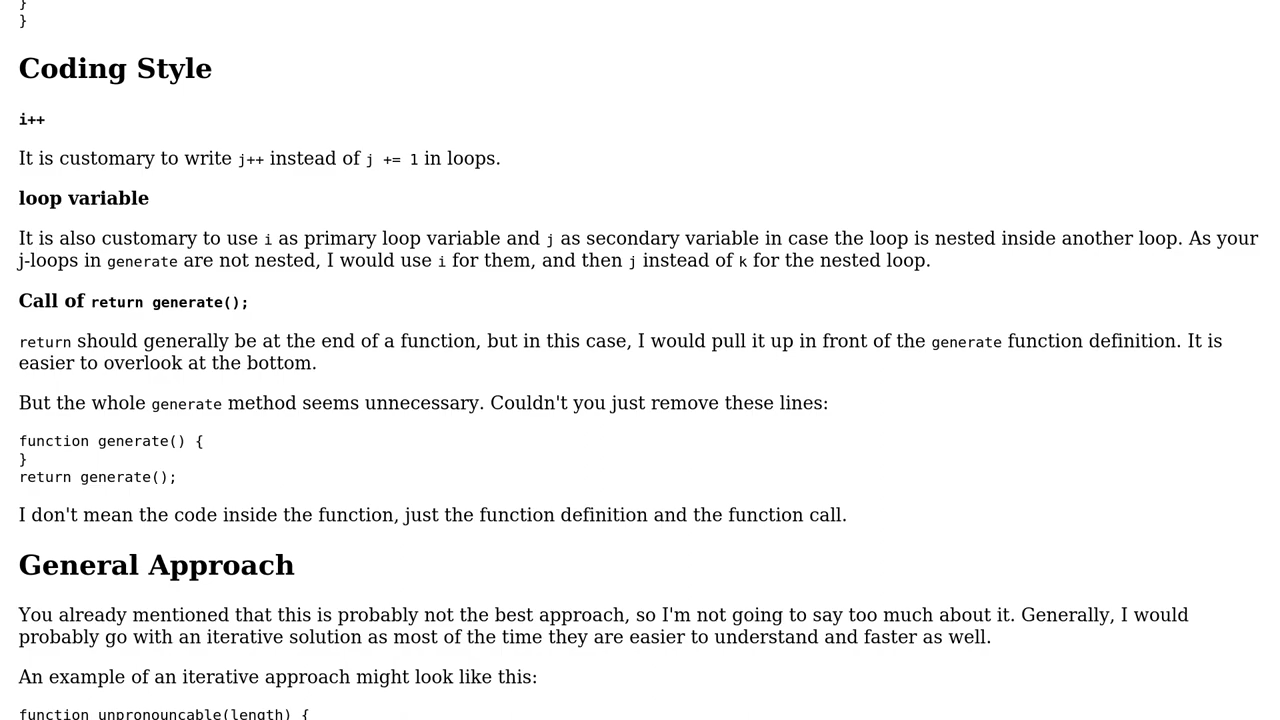 }
}
Coding Style
i++
It is customary to write j++ instead of j += 1 in loops.
loop variable
It is also customary to use i as primary loop variable and j as secondary variable in case the loop is nested inside another loop. As your
j-loops in generate are not nested, I would use i for them, and then j instead of k for the nested loop.
Call of return generate();
return should generally be at the end of a function, but in this case, I would pull it up in front of the generate function definition. It is
easier to overlook at the bottom.
But the whole generate method seems unnecessary. Couldn't you just remove these lines:
function generate() {
}
return generate();
I don't mean the code inside the function, just the function definition and the function call.
General Approach
You already mentioned that this is probably not the best approach, so I'm not going to say too much about it. Generally, I would
probably go with an iterative solution as most of the time they are easier to understand and faster as well.
An example of an iterative approach might look like this:
function unpronouncable(length) {